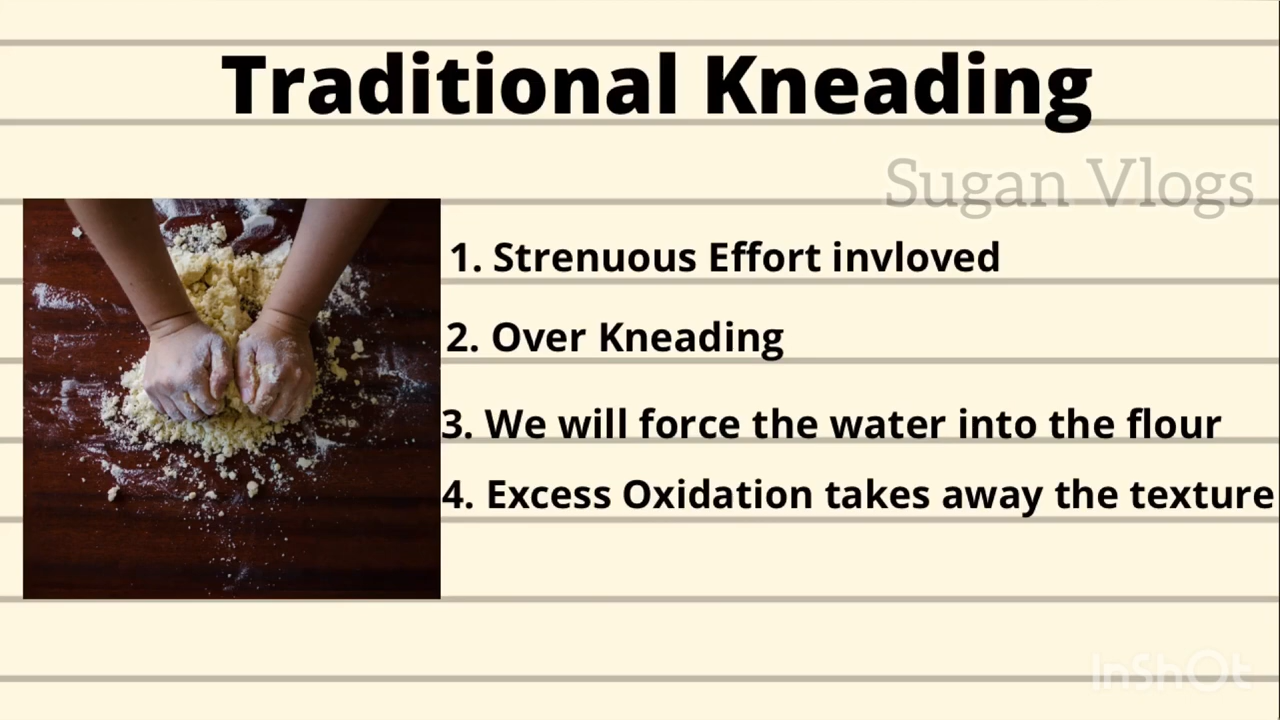 Traditional Kneading
Sugan Vlogs
1. Strenuous Effort invloved
2. Over Kneading
3. We will force the water into the flour
4. Excess Oxidation takes away the texture
InShOt